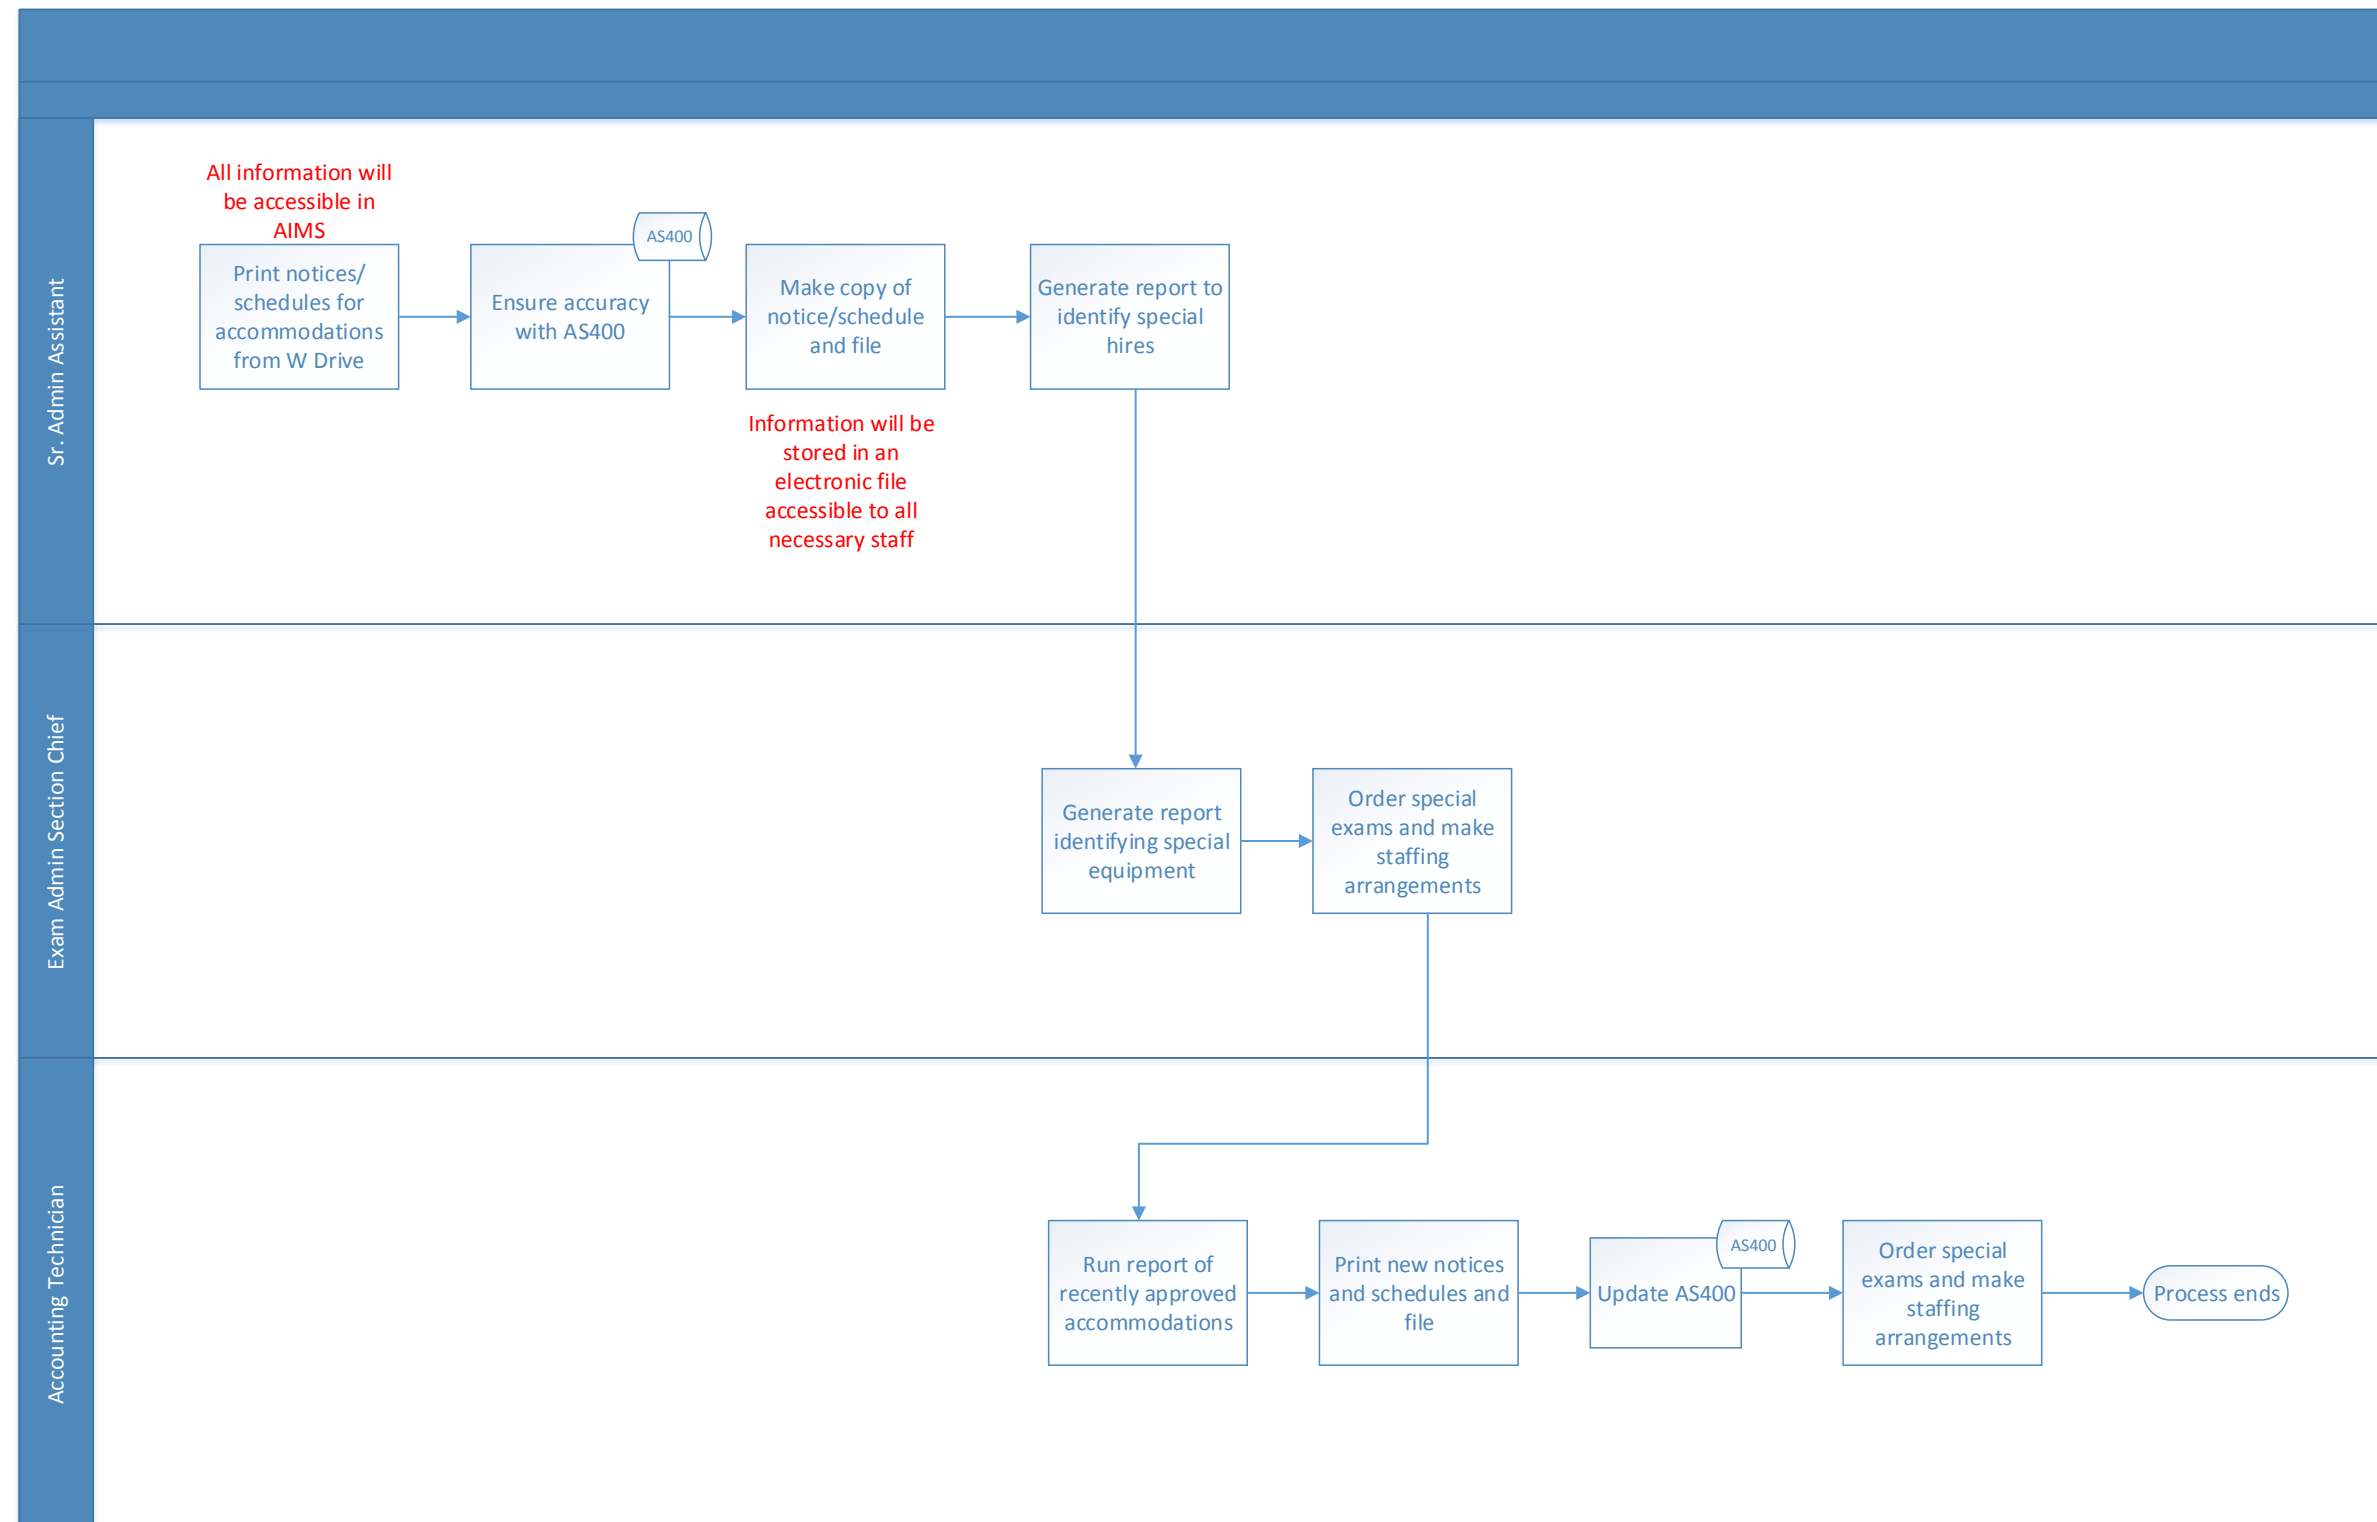 Sr. Admin Assistant
All information will
be accessible in
AIMS
Print notices/
schedules for
accommodations
from W Drive
AS400
Ensure accuracy
with AS400
Make copy of
notice/schedule
and file
Generate report to
identify special
hires
Information will be
stored in an
electronic file
accessible to all
necessary staff
Exam Admin Section Chief
Generate report
identifying special
equipment
Order special
exams and make
staffing
arrangements
Accounting Technician
Run report of
recently approved
accommodations
Print new notices
and schedules and
file
AS400
Update AS400
Order special
exams and make
staffing
arrangements
Process ends